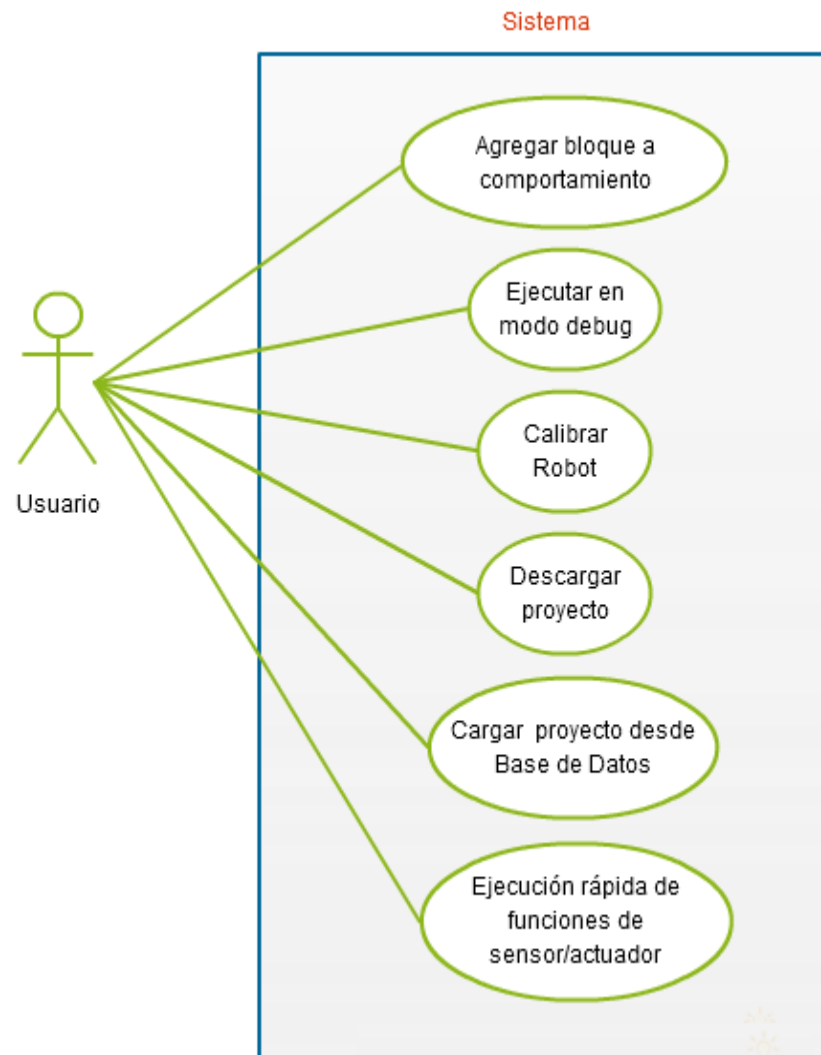 Sistema
Agregar bloque a
comportamiento
Ejecutar en
modo debug
Calibrar
Robot
Usuario
Descargar
proyecto
Cargar proyecto desde
Base de Datos
Ejecución rápida de
funciones de
sensor/actuador